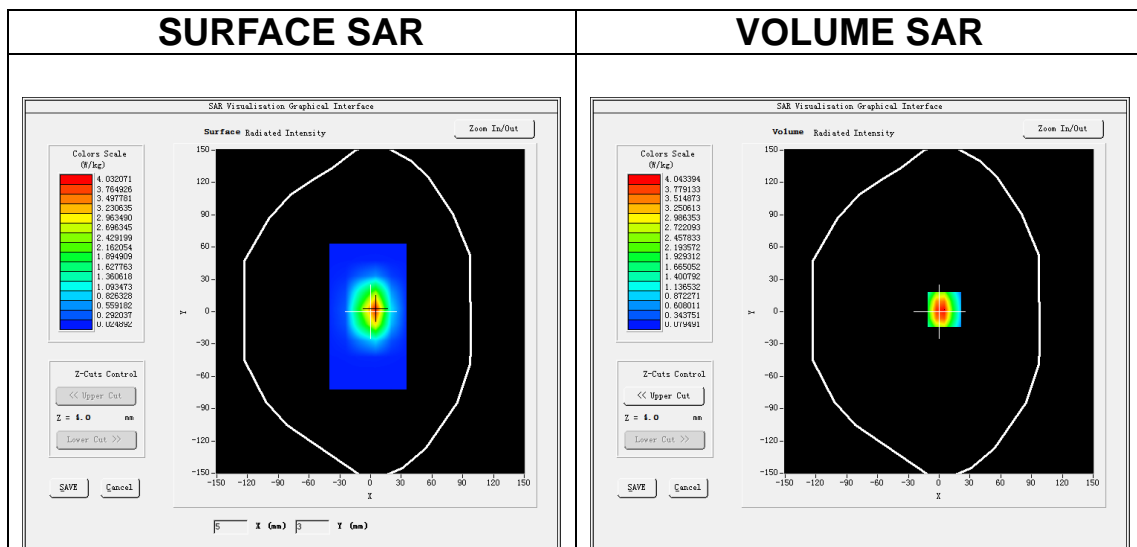 SURFACE SAR
VOLUME SAR
SAR Visualisation Graphical Interface
Surface Radiated Intensity
Zoom In/Out
Colors Scale
(W/kg)
4.032071
3.764926
3.497781
3.230635
2.963490
2.696345
2.429199
2.162054
1.894909
1.627763
1.360618
1.093473
0.826328
0.559182
0.292037
0.024892
150
120
90
60
30
0
-30
-60
-90
-120
-150
Y
-150 -120 -90 -60 -30 0 30 60 90 120 150
X
Z-Cuts Control
<< Upper Cut
Z = 4.0 mm
Lower Cut >>
SAVE Cancel
5 X (mm) 3 Y (mm)
SAR Visualisation Graphical Interface
Volume Radiated Intensity
Zoom In/Out
Colors Scale
(W/kg)
4.043394
3.779133
3.514873
3.250613
2.986353
2.722093
2.457833
2.193572
1.929312
1.665052
1.400792
1.136532
0.872271
0.608011
0.343751
0.079491
150
120
90
60
30
0
-30
-60
-90
-120
-150
Y
-150 -120 -90 -60 -30 0 30 60 90 120 150
X
Z-Cuts Control
<< Upper Cut
Z = 4.0 mm
Lower Cut >>
SAVE Cancel